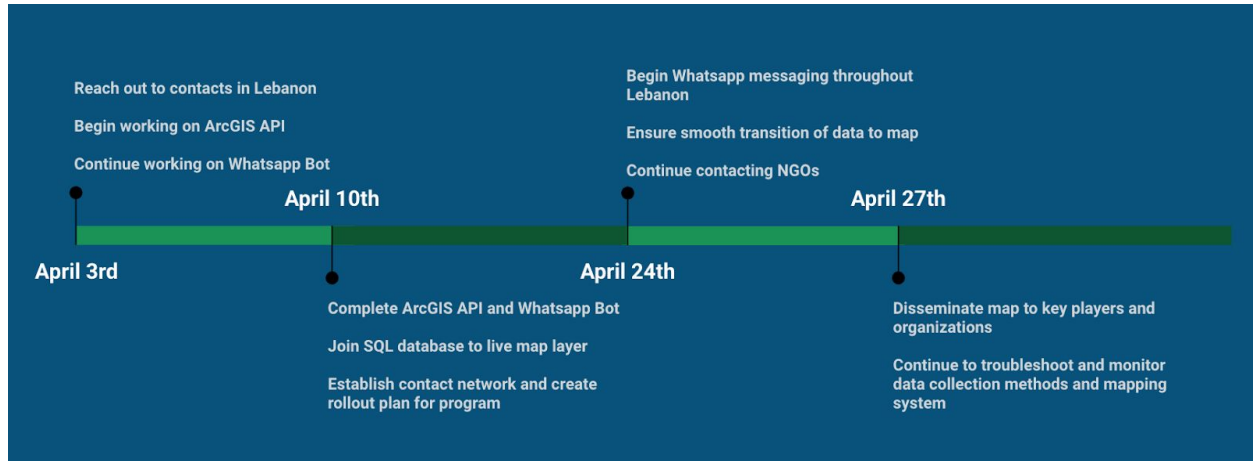 Reach out to contacts in Lebanon
Begin working on ArcGIS API
Continue working on Whatsapp Bot
April 3rd
April 10th
Complete ArcGIS API and Whatsapp Bot
Join SQL database to live map layer
Establish contact network and create
rollout plan for program
Begin Whatsapp messaging throughout
Lebanon
Ensure smooth transition of data to map
Continue contacting NGOs
April 24th
April 27th
Disseminate map to key players and
organizations
Continue to troubleshoot and monitor
data collection methods and mapping
system